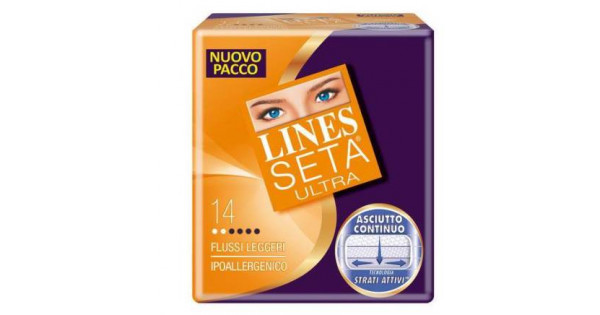 NUOVO
PACCO
LINES
SETA®
ULTRA
14
FLUSSI LEGGERI
IPOALLERGENICO
ASCIUTTO
CONTINUO
TECNOLOGIA
STRATI ATTIVI